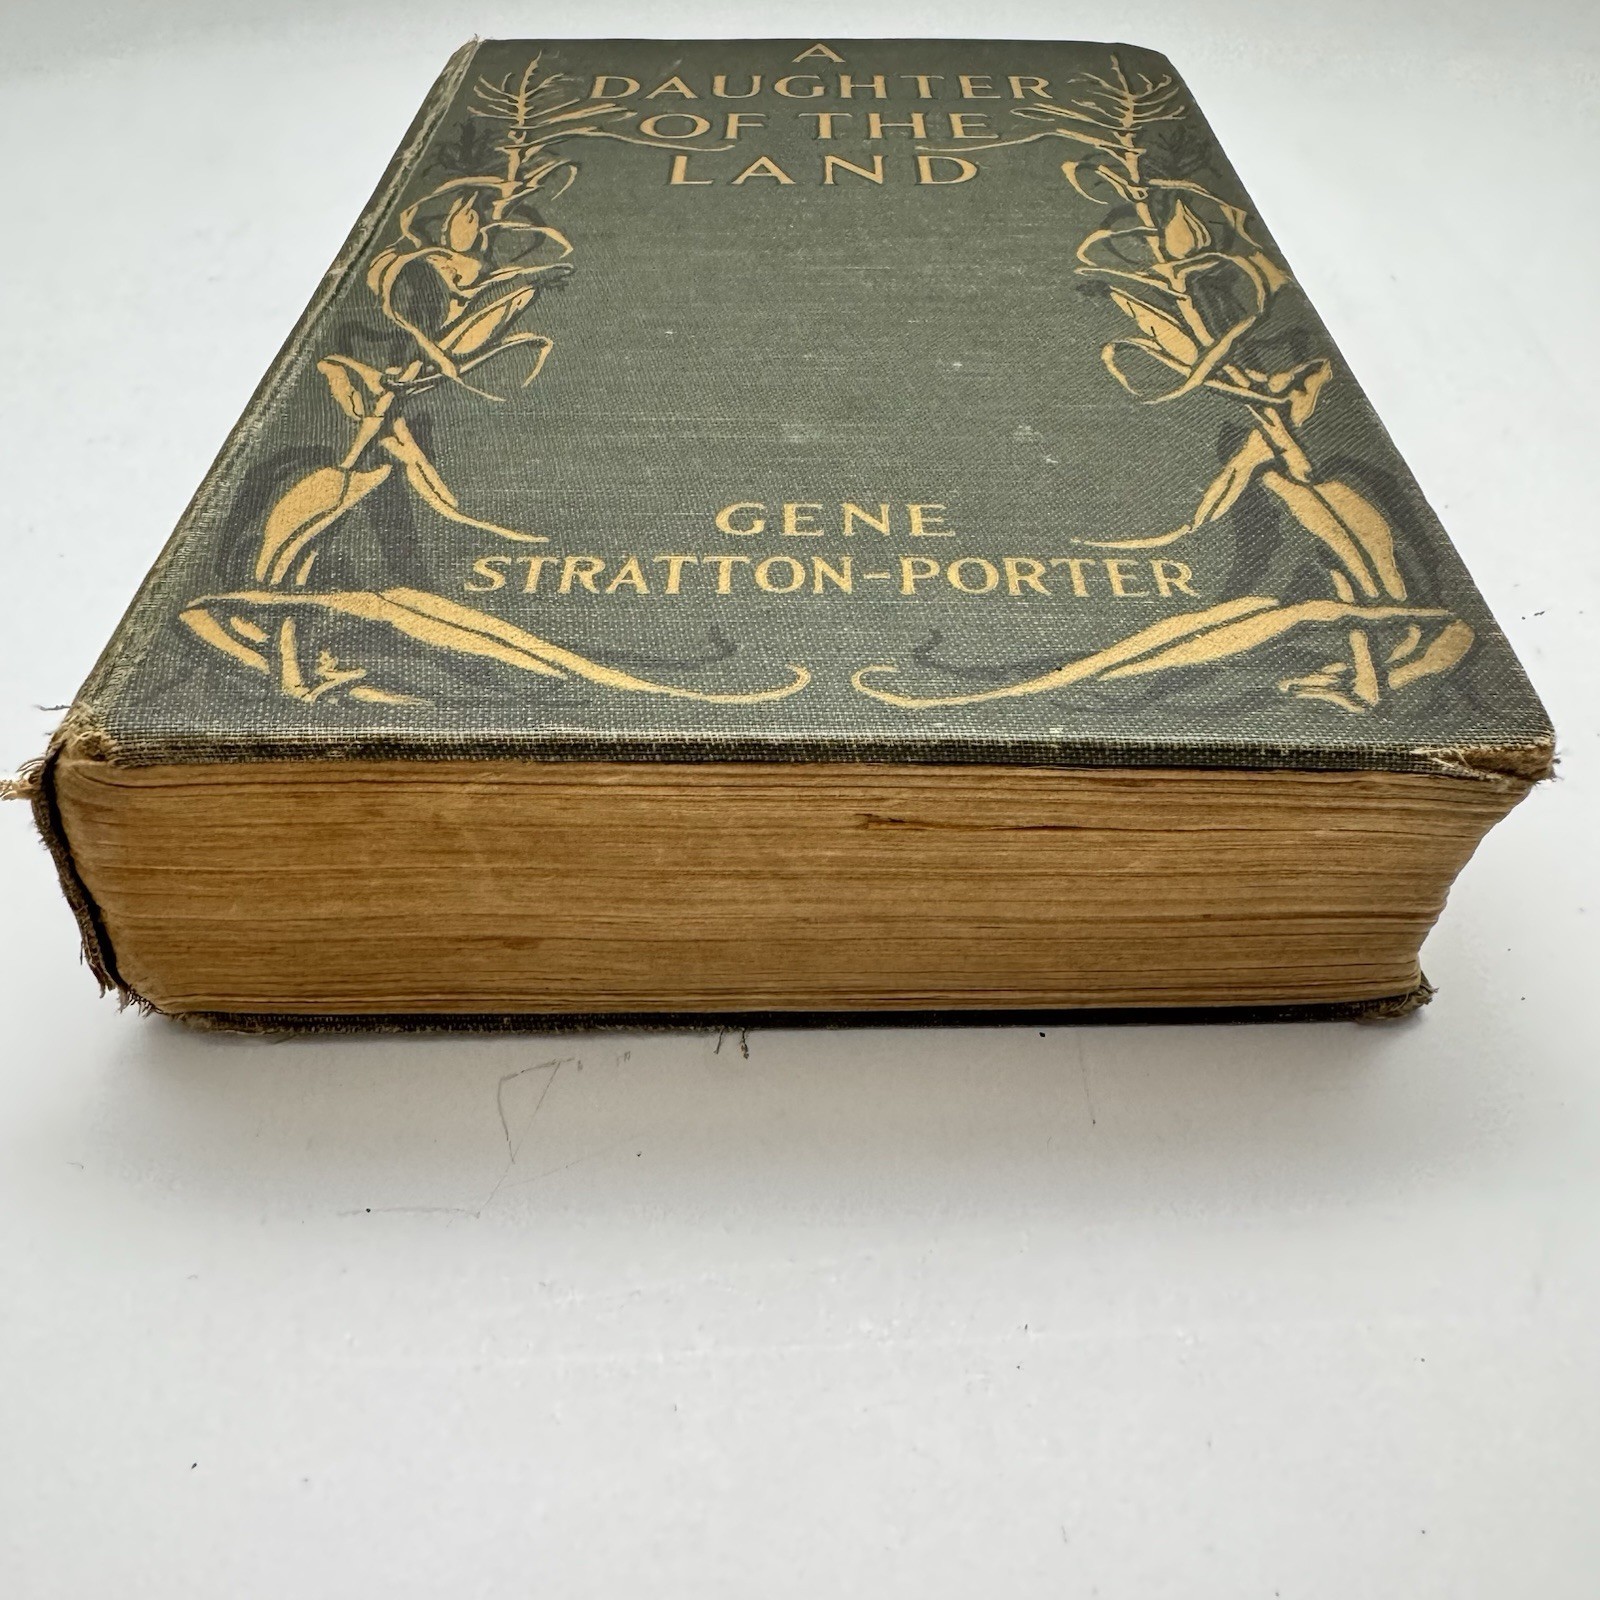 A
DAUGHTER
OF THE
LAND
GENE
STRATTON-PORTER